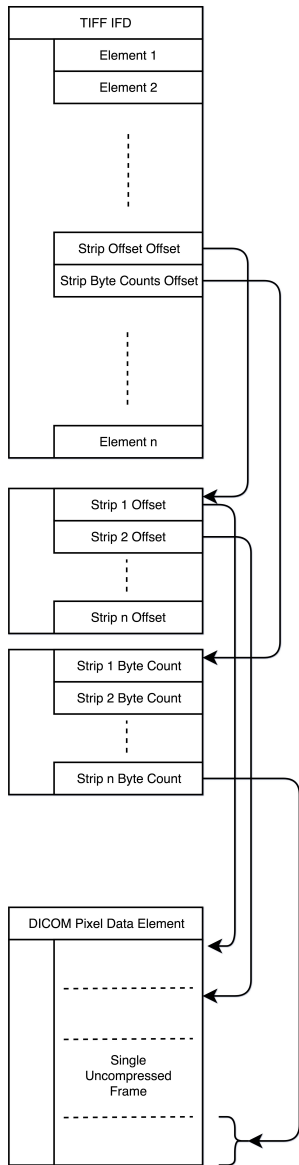 TIFF IFD
Element 1
Element 2
Strip Offset Offset
Strip Byte Counts Offset
Element n
Strip 1 Offset
Strip 2 Offset
Strip n Offset
Strip 1 Byte Count
Strip 2 Byte Count
Strip n Byte Count
DICOM Pixel Data Element
Single
Uncompressed
Frame